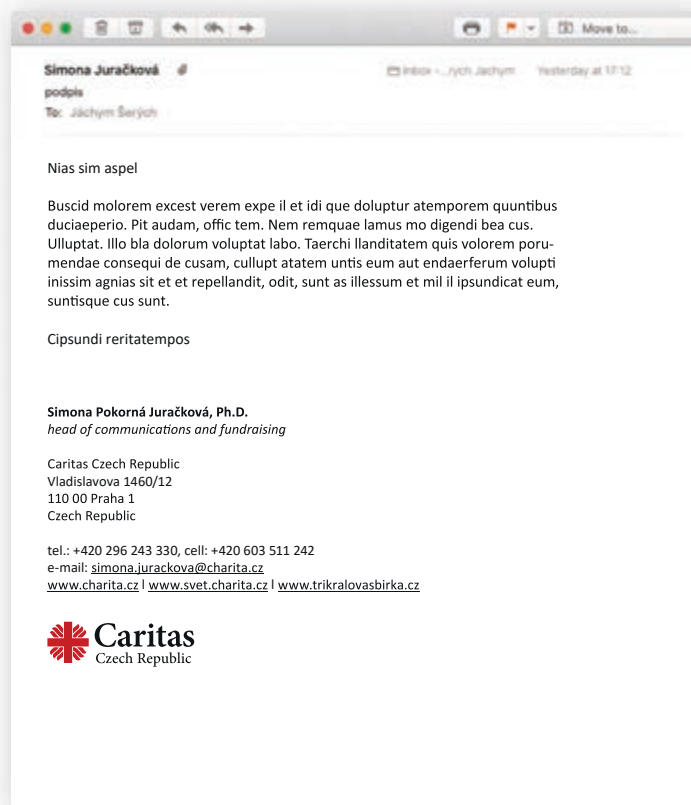 Move to...
Simona Juračková
Inbox - ...rych Jachym Yesterday at 17:12
podpis
To: Jáchym Šerých
Nias sim aspel
Buscid molorem excest verem expe il et idi que doluptur atemporem quuntibus
duciaeperio. Pit audam, offic tem. Nem remquae lamus mo digendi bea cus.
Ulluptat. Illo bla dolorum voluptat labo. Taerchi llanditatem quis volorem poru-
mendae consequi de cusam, cullupt atatem untis eum aut endaerferum volupti
inissim agnias sit et et repellandit, odit, sunt as illessum et mil il ipsundicat eum,
suntisque cus sunt.
Cipsundi reritatempos
Simona Pokorná Juračková, Ph.D.
head of communications and fundraising
Caritas Czech Republic
Vladislavova 1460/12
110 00 Praha 1
Czech Republic
tel.: +420 296 243 330, cell: +420 603 511 242
e-mail: simona.jurackova@charita.cz
www.charita.cz l www.svet.charita.cz l www.trikralovasbirka.cz
Caritas
Czech Republic